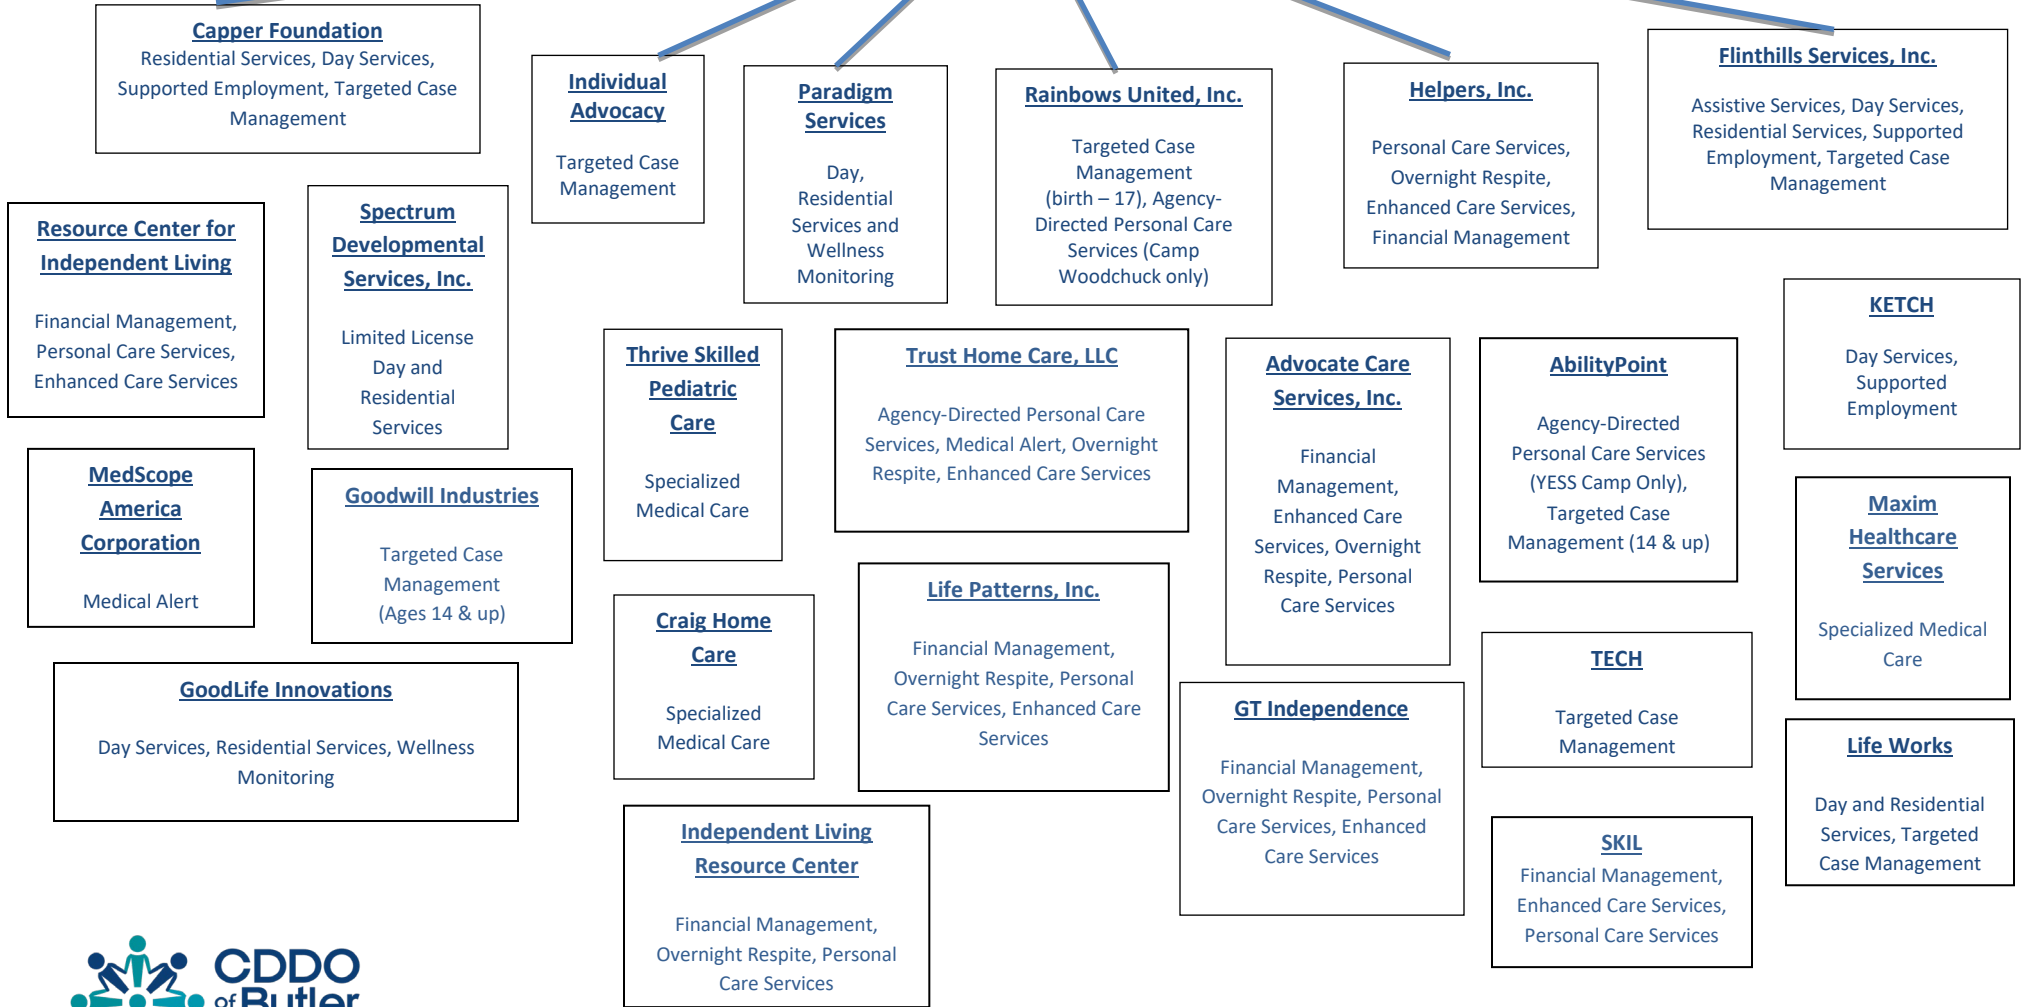 Capper Foundation
Residential Services, Day Services,
Supported Employment, Targeted Case
Management
Individual
Advocacy
Targeted Case
Management
Paradigm
Services
Day,
Residential
Services and
Wellness
Monitoring
Rainbows United, Inc.
Targeted Case
Management
(birth – 17), Agency-
Directed Personal Care
Services (Camp
Woodchuck only)
Helpers, Inc.
Personal Care Services,
Overnight Respite,
Enhanced Care Services,
Financial Management
Flinthills Services, Inc.
Assistive Services, Day Services,
Residential Services, Supported
Employment, Targeted Case
Management
Resource Center for
Independent Living
Financial Management,
Personal Care Services,
Enhanced Care Services
Spectrum
Developmental
Services, Inc.
Limited License
Day and
Residential
Services
Thrive Skilled
Pediatric
Care
Specialized
Medical Care
Trust Home Care, LLC
Agency-Directed Personal Care
Services, Medical Alert, Overnight
Respite, Enhanced Care Services
Advocate Care
Services, Inc.
Financial
Management,
Enhanced Care
Services, Overnight
Respite, Personal
Care Services
AbilityPoint
Agency-Directed
Personal Care Services
(YESS Camp Only),
Targeted Case
Management (14 & up)
KETCH
Day Services,
Supported
Employment
MedScope
America
Corporation
Medical Alert
Goodwill Industries
Targeted Case
Management
(Ages 14 & up)
Craig Home
Care
Specialized
Medical Care
Life Patterns, Inc.
Financial Management,
Overnight Respite, Personal
Care Services, Enhanced Care
Services
Maxim
Healthcare
Services
Specialized Medical
Care
GoodLife Innovations
Day Services, Residential Services, Wellness
Monitoring
GT Independence
Financial Management,
Overnight Respite, Personal
Care Services, Enhanced
Care Services
TECH
Targeted Case
Management
Life Works
Day and Residential
Services, Targeted
Case Management
Independent Living
Resource Center
Financial Management,
Overnight Respite, Personal
Care Services
SKIL
Financial Management,
Enhanced Care Services,
Personal Care Services
CDDO
of Butler